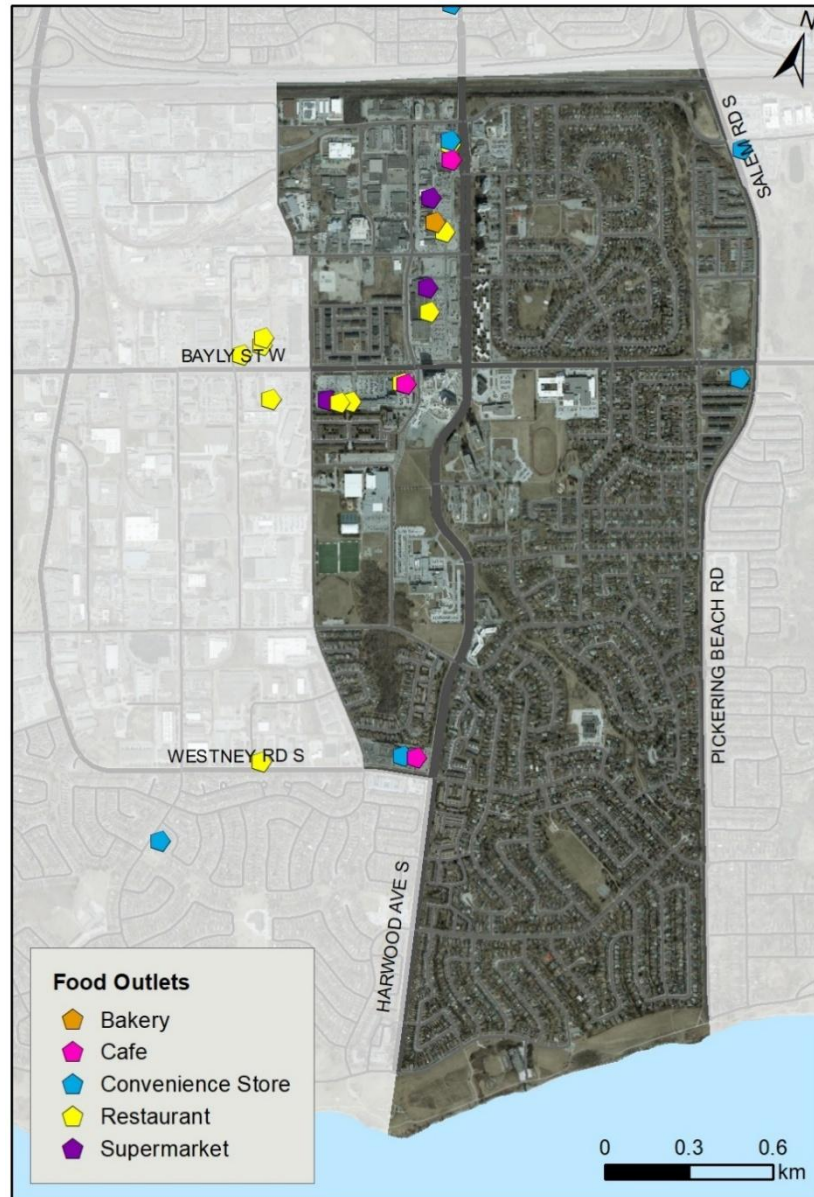 N
SALEM RD S
BAYLY ST W
PICKERING BEACH RD
WESTNEY RD S
HARWOOD AVE S
Food Outlets
Bakery
Cafe
Convenience Store
Restaurant
Supermarket
0 0.3 0.6
km